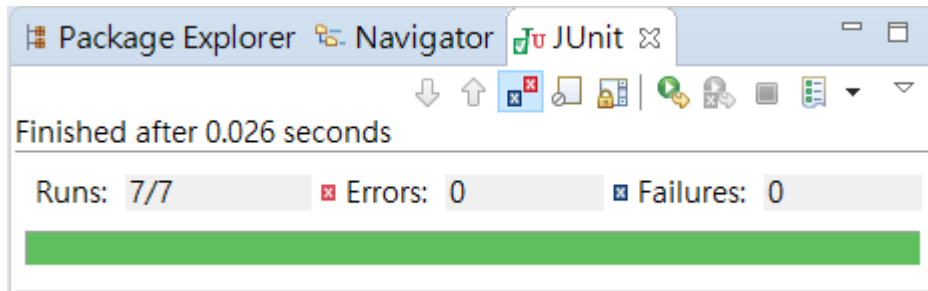 Package Explorer Navigator JUnit
Finished after 0.026 seconds
Runs: 7/7 Errors: 0 Failures: 0